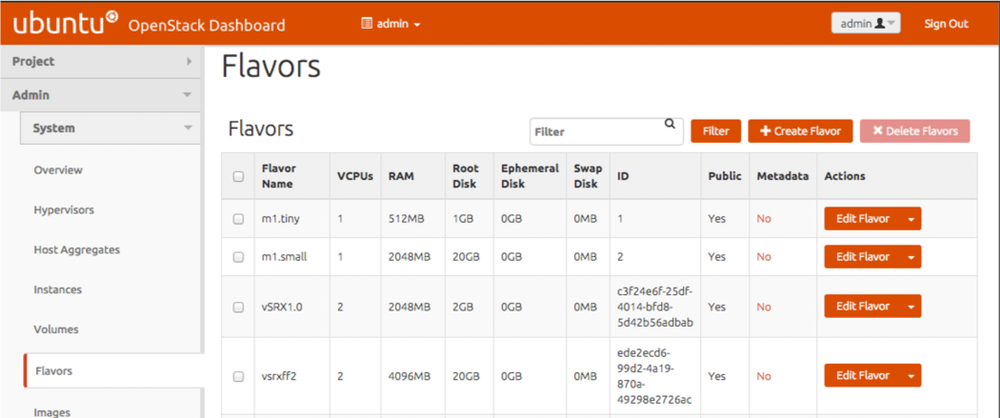 ubuntu OpenStack Dashboard admin admin Sign Out
Project
Admin
System
Overview
Hypervisors
Host Aggregates
Instances
Volumes
Flavors
Images
Flavors
Flavors Filter Filter Create Flavor Delete Flavors
Flavor Name VCPUs RAM Root Disk Ephemeral Disk Swap Disk ID Public Metadata Actions
m1.tiny 1 512MB 1GB 0GB 0MB 1 Yes No Edit Flavor
m1.small 1 2048MB 20GB 0GB 0MB 2 Yes No Edit Flavor
vSRX1.0 2 2048MB 2GB 0GB 0MB c3f24e6f-25df-4014-bfd8-5d42b56adbab Yes No Edit Flavor
vsrxff2 2 4096MB 20GB 0GB 0MB ede2ecd6-99d2-4a19-870a-49298e2726ac Yes No Edit Flavor